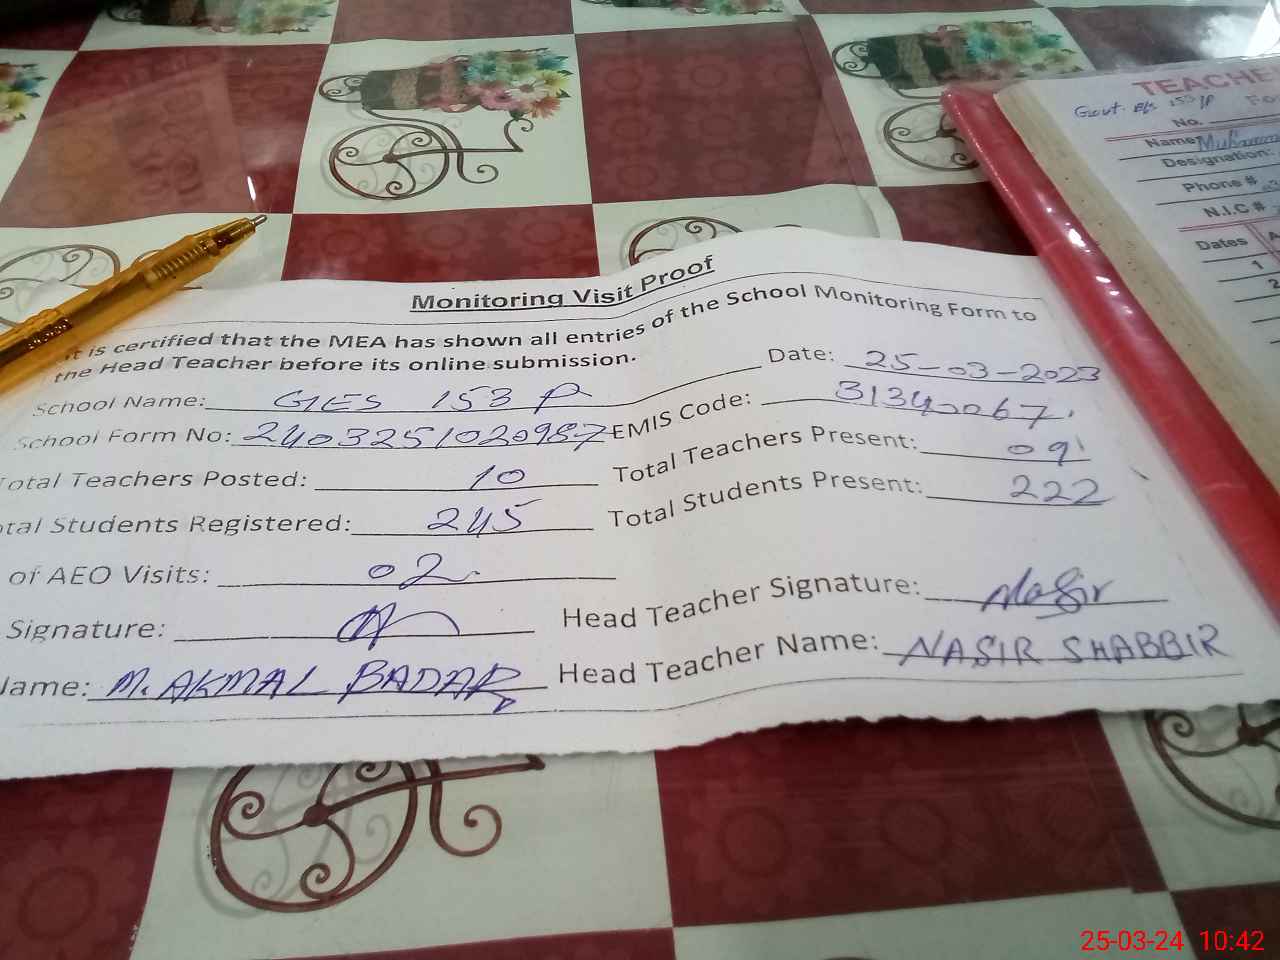 Monitoring Visit Proof
It is certified that the MEA has shown all entries of the School Monitoring Form to
the Head Teacher before its online submission.
Date: 25-03-2023
School Name: GES 153 P
EMIS Code: 31340067
School Form No: 2403251020987
Total Teachers Present: 09
Total Teachers Posted: 10
Total Students Present: 222
Total Students Registered: 245
of AEO Visits: 02
Head Teacher Signature: Nasir
Signature:
Head Teacher Name: NASIR SHABBIR
Name: M. AKMAL BADAR
TEACHE
Govt. 153/P Fo
No.
Name
Designation:
Phone #
N.I.C #
Dates A
1
2
25-03-24 10:42